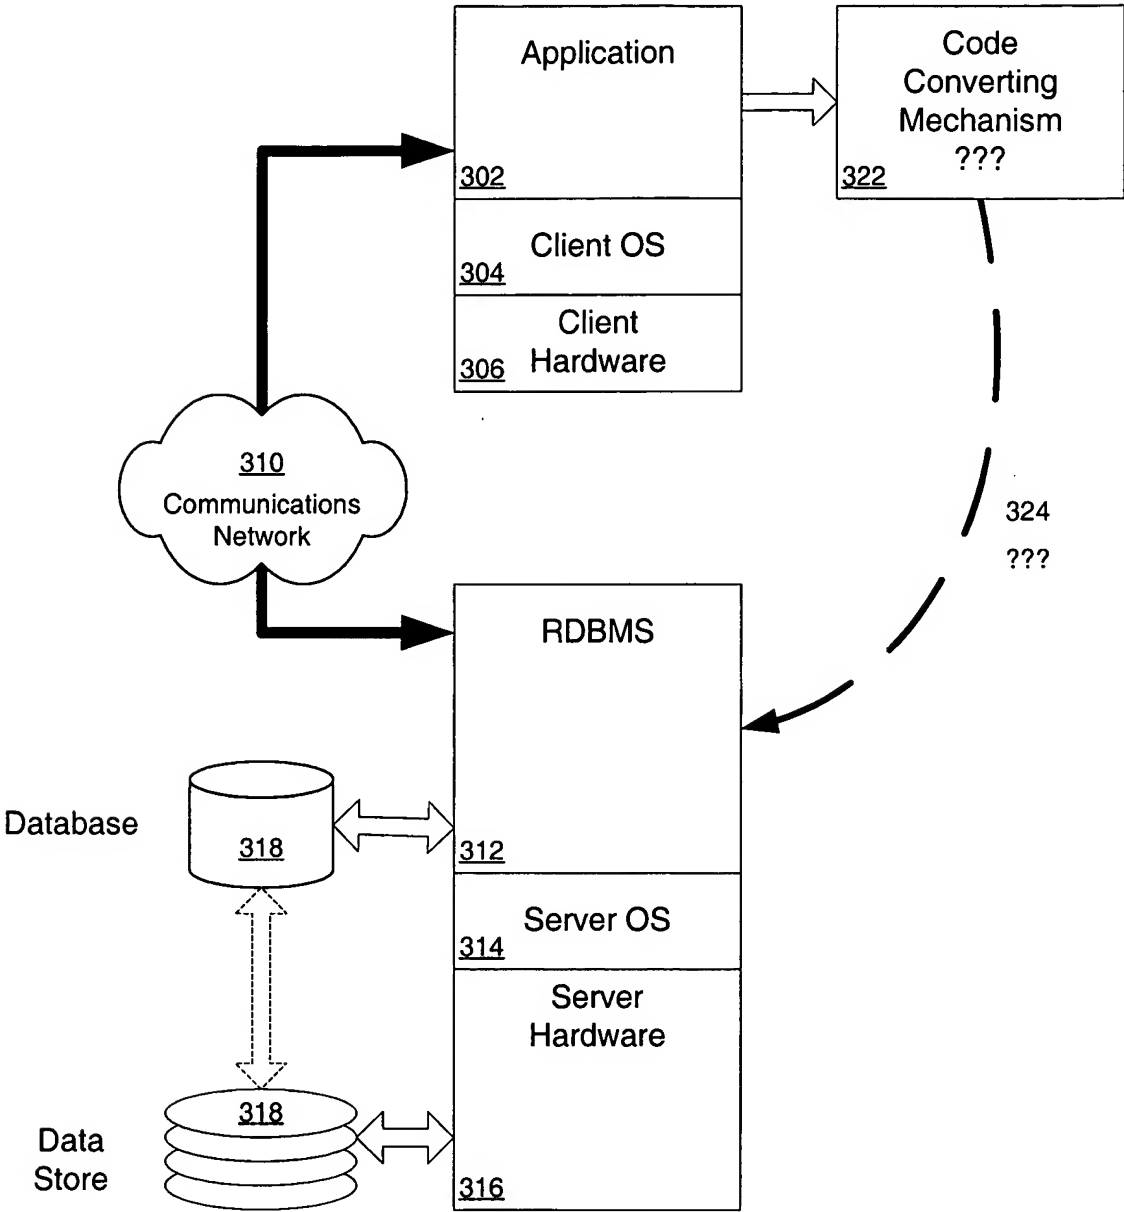 Application
302
Code
Converting
Mechanism
???
322
Client OS
304
Client
Hardware
306
310
Communications
Network
324
???
RDBMS
312
Database
318
Server OS
314
Server
Hardware
316
318
Data
Store